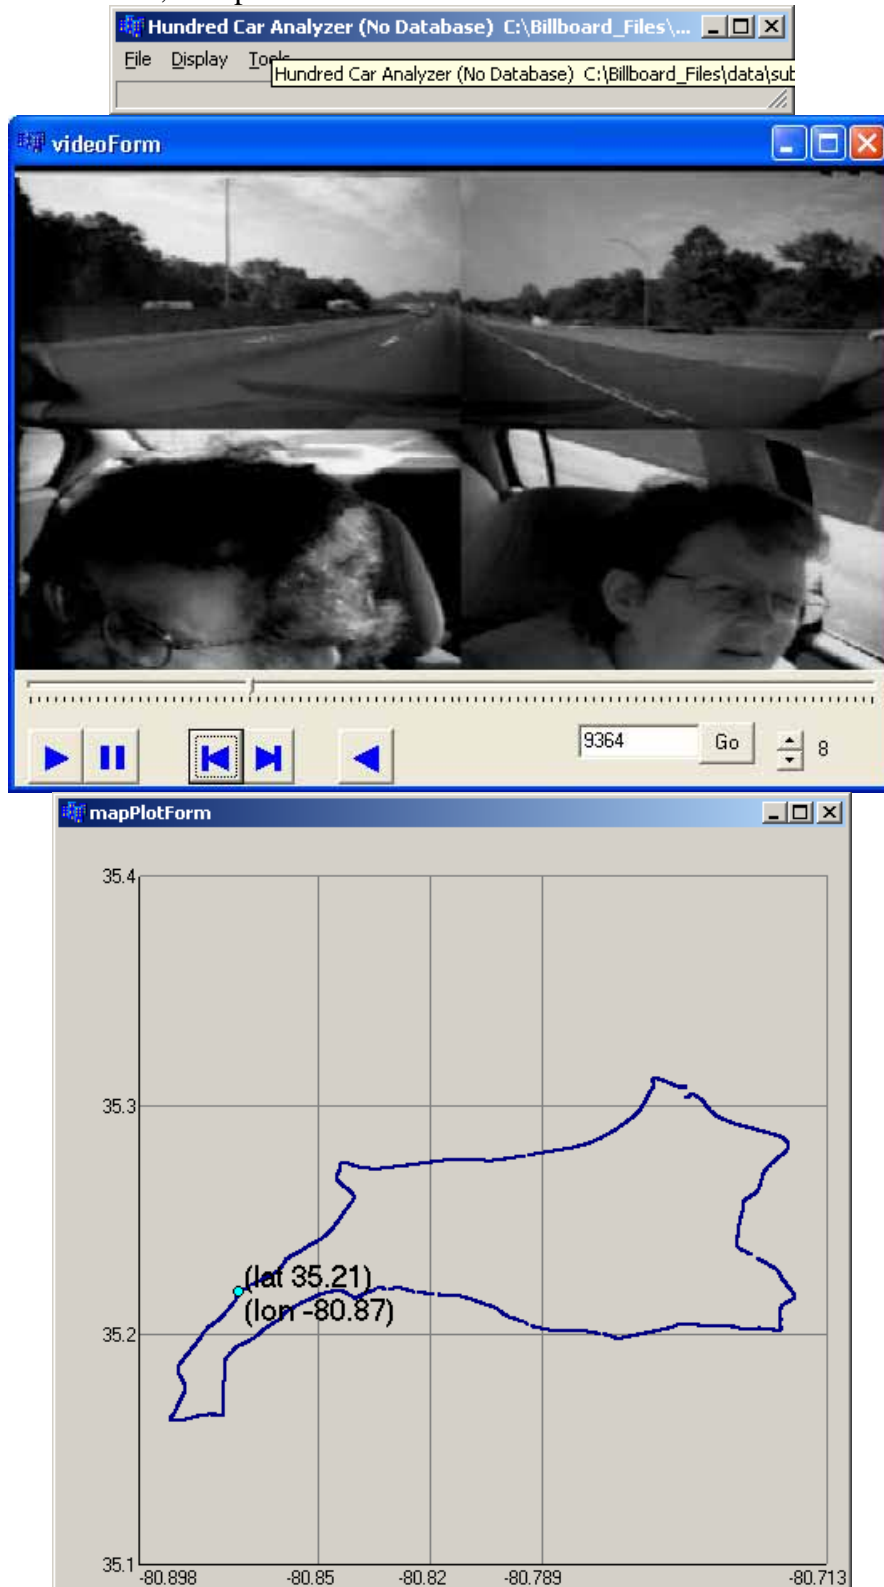 Hundred Car Analyzer (No Database) C:\Billboard_Files\...
File Display Tools
Hundred Car Analyzer (No Database) C:\Billboard_Files\data\sub
videoForm
9364 Go 8
mapPlotForm
35.4
35.3
(lat 35.21)
(lon -80.87)
35.2
35.1
-80.898 -80.85 -80.82 -80.789 -80.713